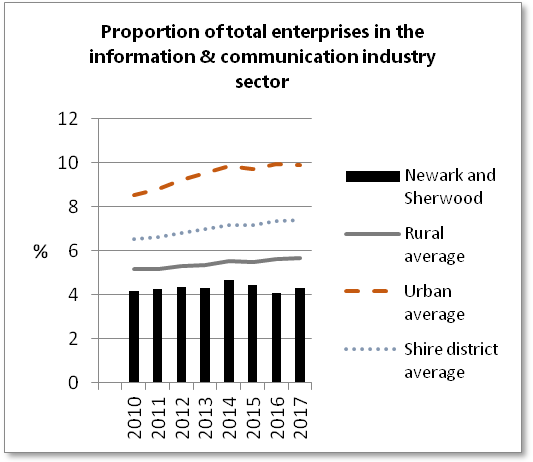 Proportion of total enterprises in the
information & communication industry
sector
12
10
8
6
4
2
0
%
2010
2011
2012
2013
2014
2015
2016
2017
Newark and
Sherwood
Rural
average
Urban
average
Shire district
average